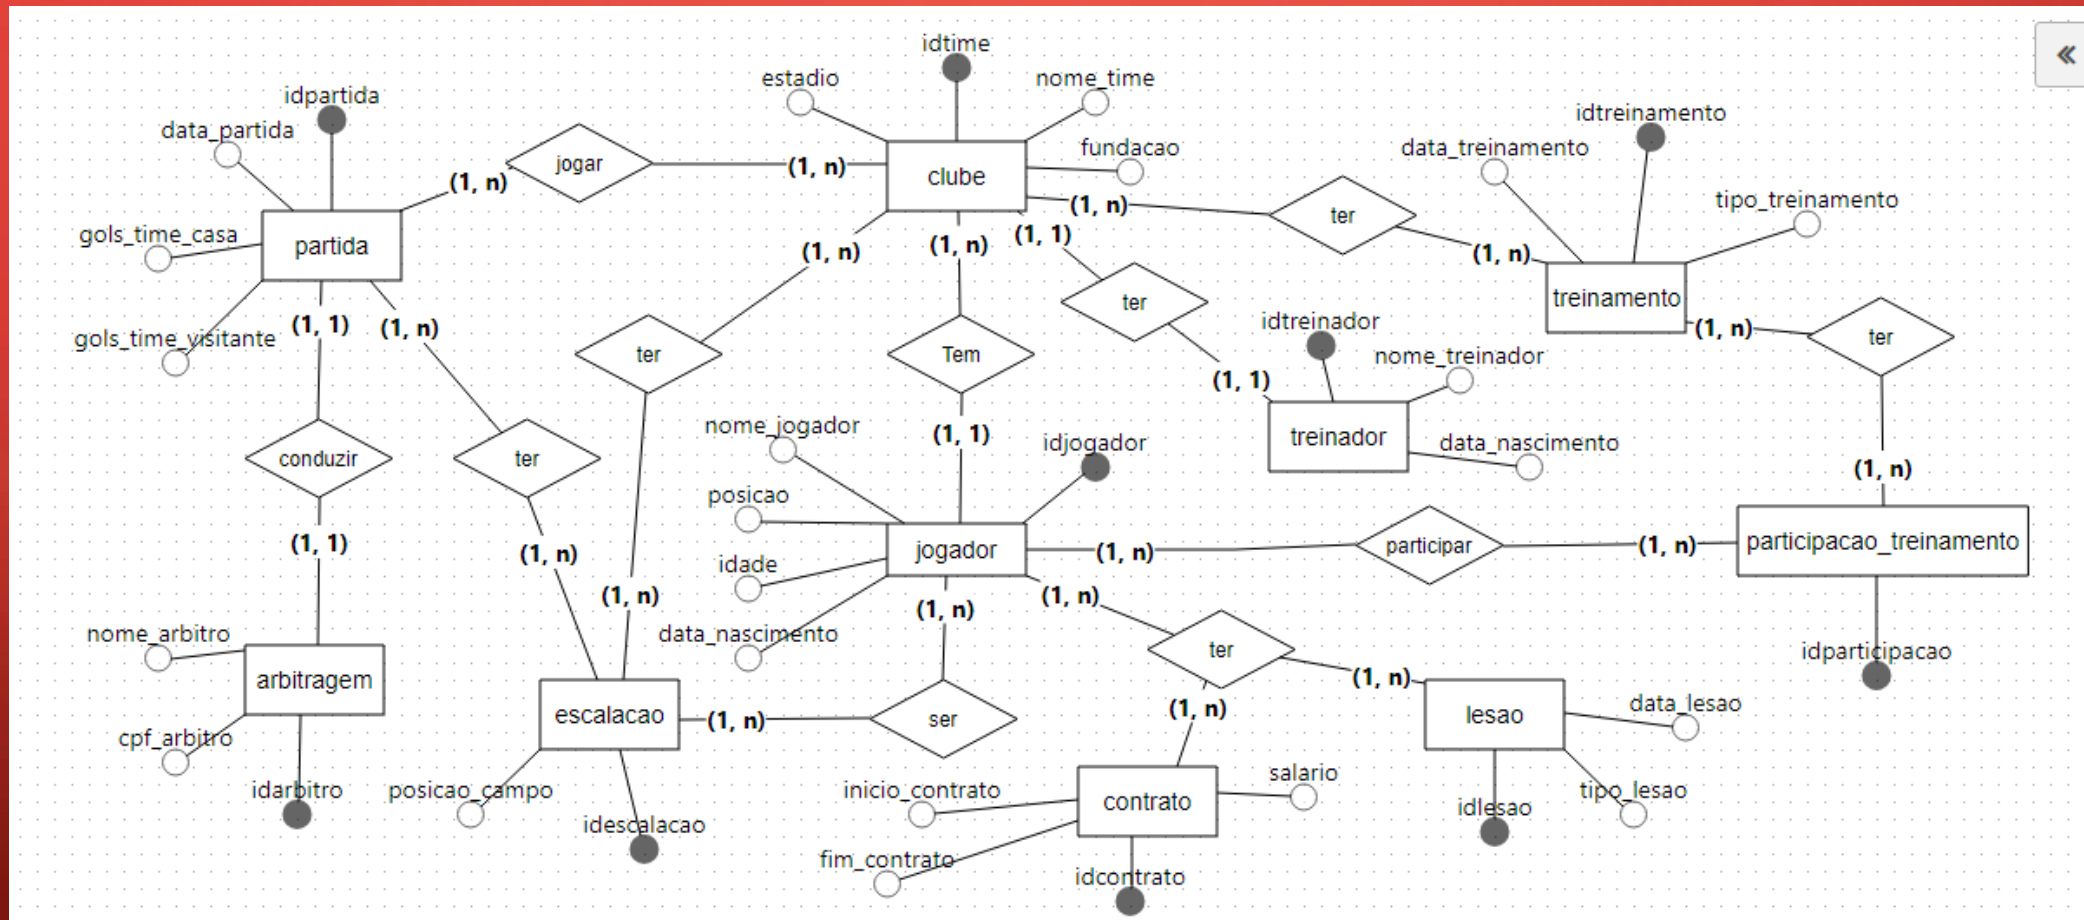 idtime
estadio
nome_time
idpartida
data_partida
idtreinamento
data_treinamento
fundacao
jogar
(1, n)
(1, n)
clube
(1, n)
ter
tipo_treinamento
gols_time_casa
partida
(1, n)
(1, n)
(1, 1)
(1, n)
treinamento
ter
gols_time_visitante
(1, 1)
(1, n)
idtreinador
(1, n)
ter
ter
Tem
nome_treinador
(1, 1)
nome_jogador
(1, 1)
idjogador
treinador
data_nascimento
conduzir
ter
(1, n)
posicao
(1, 1)
(1, n)
idade
jogador
(1, n)
participar
(1, n)
participacao_treinamento
(1, n)
(1, n)
(1, n)
nome_arbitro
data_nascimento
ter
idparticipacao
arbitragem
(1, n)
(1, n)
data_lesao
cpf_arbitro
escalacao
(1, n)
ser
lesao
idarbitro
posicao_campo
inicio_contrato
contrato
salario
tipo_lesao
idlesao
idescalacao
fim_contrato
idcontrato